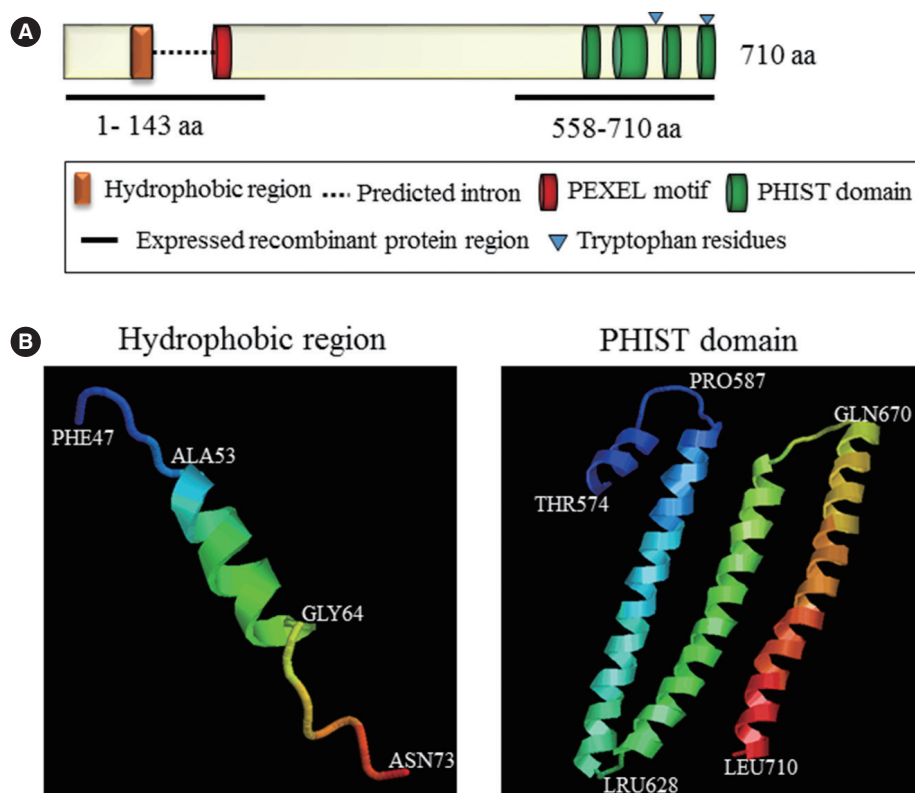 A
710 aa
1- 143 aa
558-710 aa
Hydrophobic region
Predicted intron
PEXEL motif
PHIST domain
Expressed recombinant protein region
Tryptophan residues
B
Hydrophobic region
PHIST domain
PHE47
ALA53
GLY64
ASN73
PRO587
GLN670
THR574
LRU628
LEU710